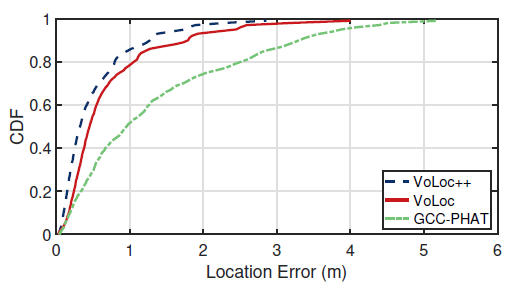 1
0.8
0.6
0.4
0.2
0
CDF
VoLoc++
VoLoc
GCC-PHAT
0 1 2 3 4 5 6
Location Error (m)